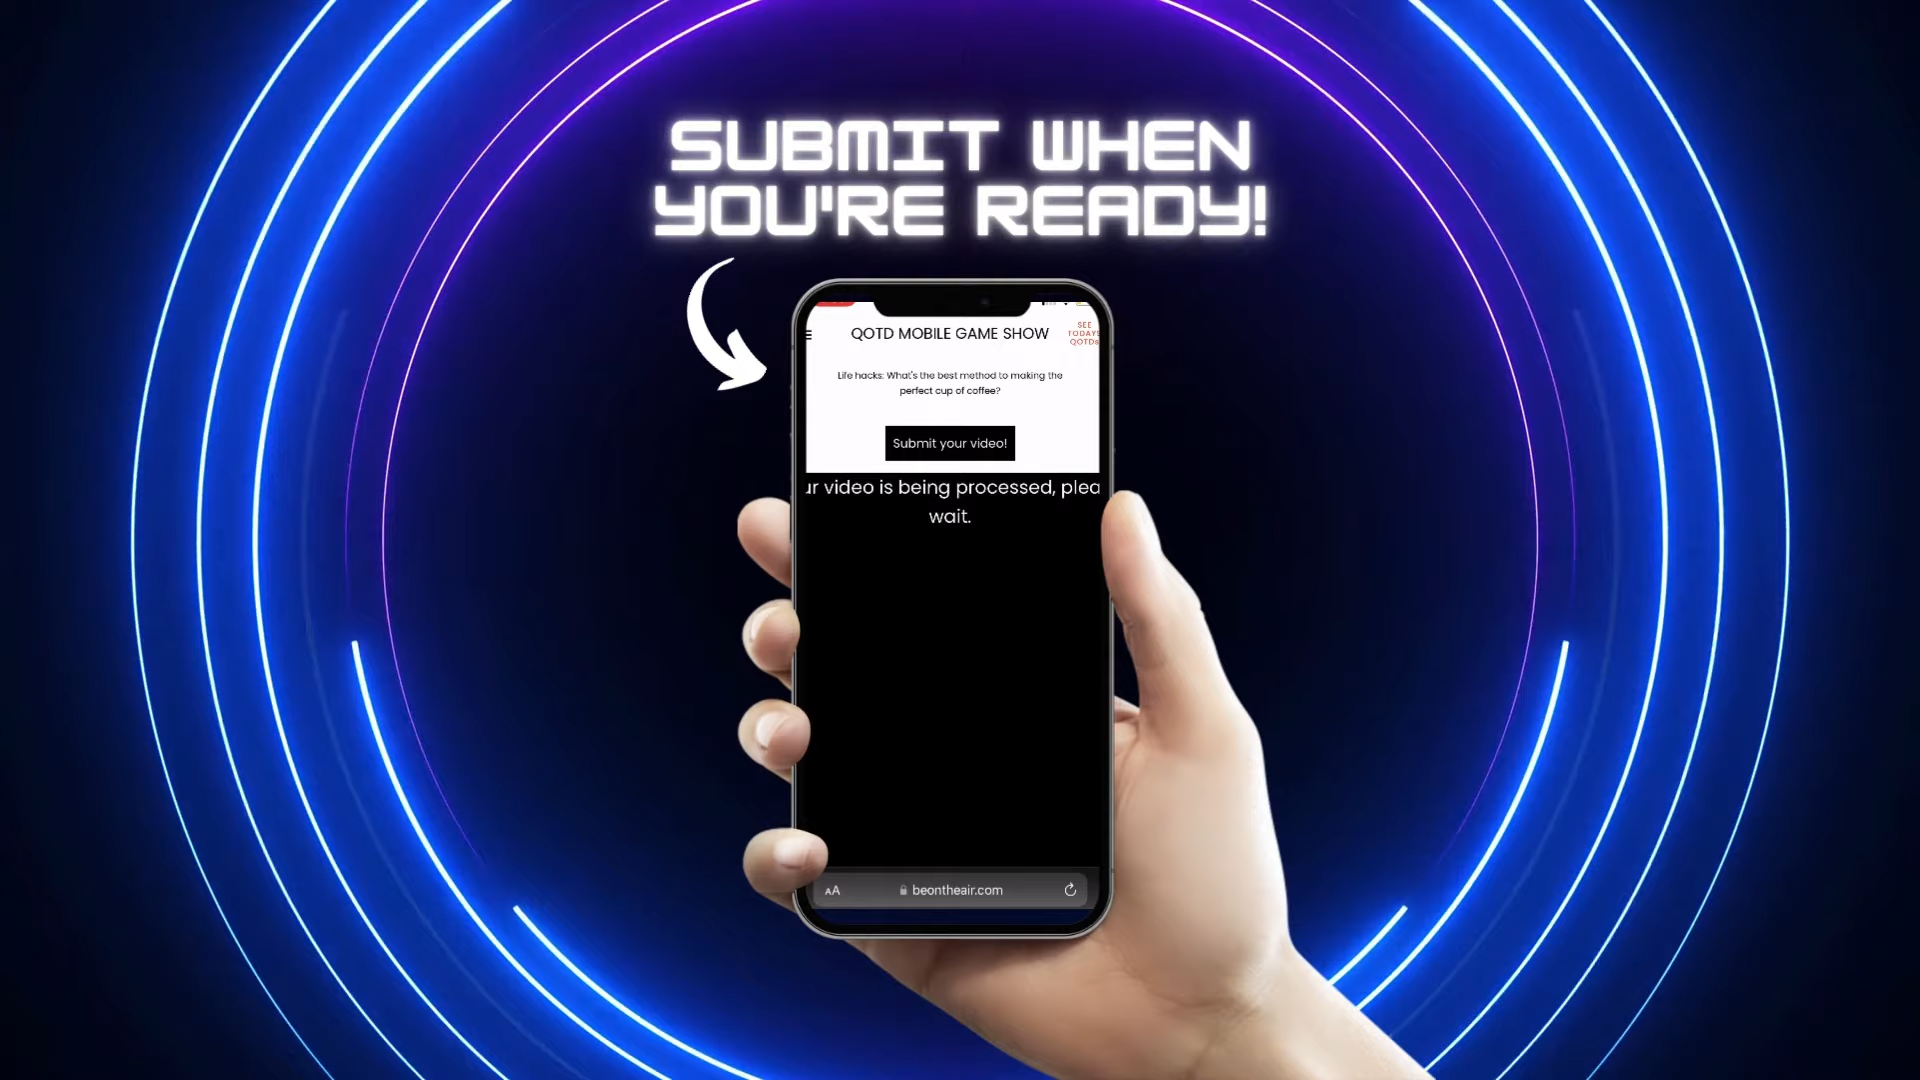 SUBMIT WHEN
YOU'RE READY!
QOTD MOBILE GAME SHOW
SEE
TODAYS
QOTDs
Life hacks: What's the best method to making the
perfect cup of coffee?
Submit your video!
ur video is being processed, plea
wait.
AA
beontheair.com